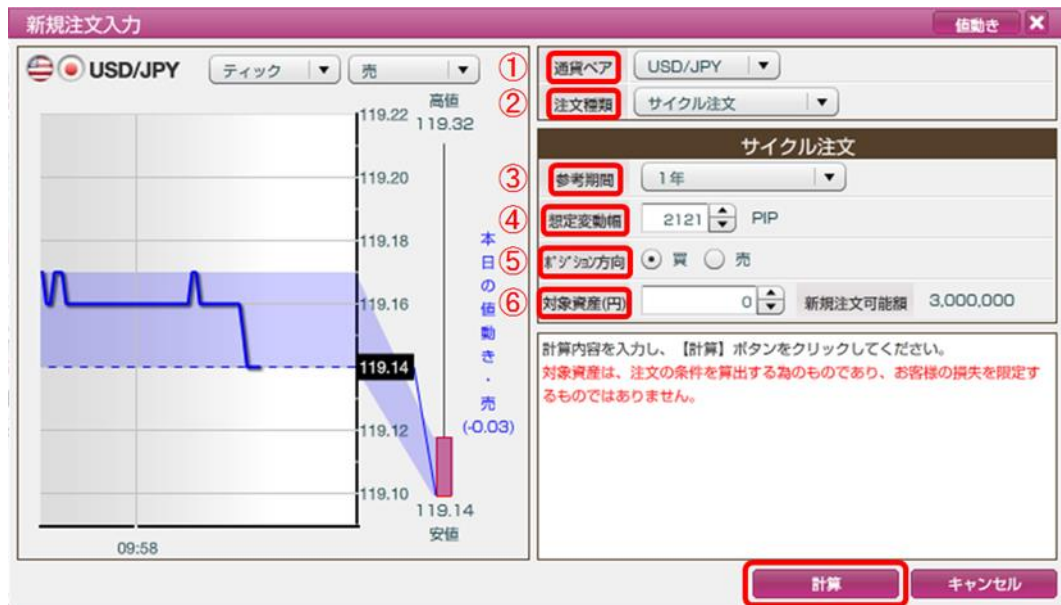 新規注文入力
値動き
USD/JPY
ティック
売
高値
119.32
119.22
119.20
119.18
119.16
119.14
119.12
119.10
本日の値動き・売
(-0.03)
119.14
安値
09:58
① 通貨ペア USD/JPY
② 注文種類 サイクル注文
サイクル注文
③ 参考期間 1年
④ 想定変動幅 2121 PIP
⑤ ﾎﾟｼﾞｼｮﾝ方向 買 売
⑥ 対象資産(円) 0 新規注文可能額 3,000,000
計算内容を入力し、【計算】ボタンをクリックしてください。
対象資産は、注文の条件を算出する為のものであり、お客様の損失を限定す
るものではありません。
計算
キャンセル